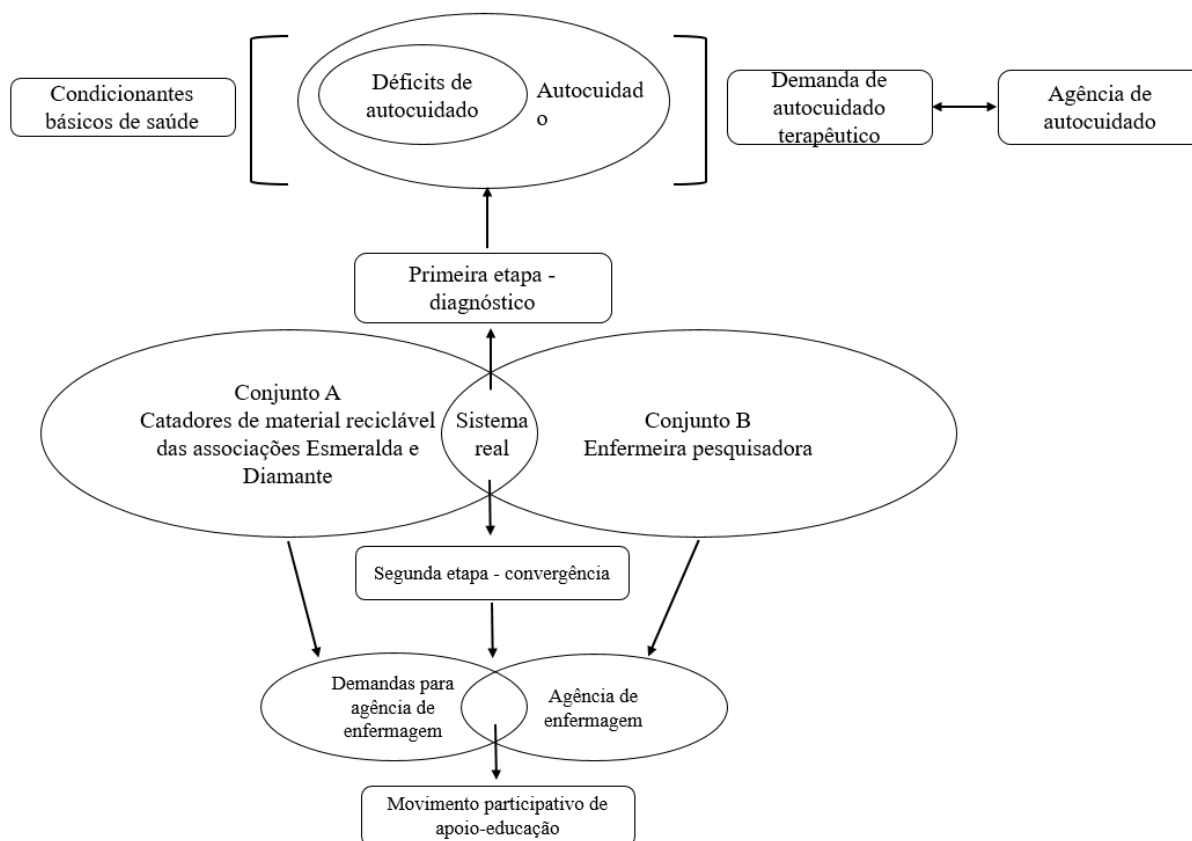 Condicionantes
básicos de saúde
Déficits de
autocuidado
Autocuidad
o
Demanda de
autocuidado
terapêutico
Agência de
autocuidado
Primeira etapa -
diagnóstico
Conjunto A
Catadores de material reciclável
das associações Esmeralda e
Diamante
Sistema
real
Conjunto B
Enfermeira pesquisadora
Segunda etapa - convergência
Demandas para
agência de
enfermagem
Agência de
enfermagem
Movimento participativo de
apoio-educação